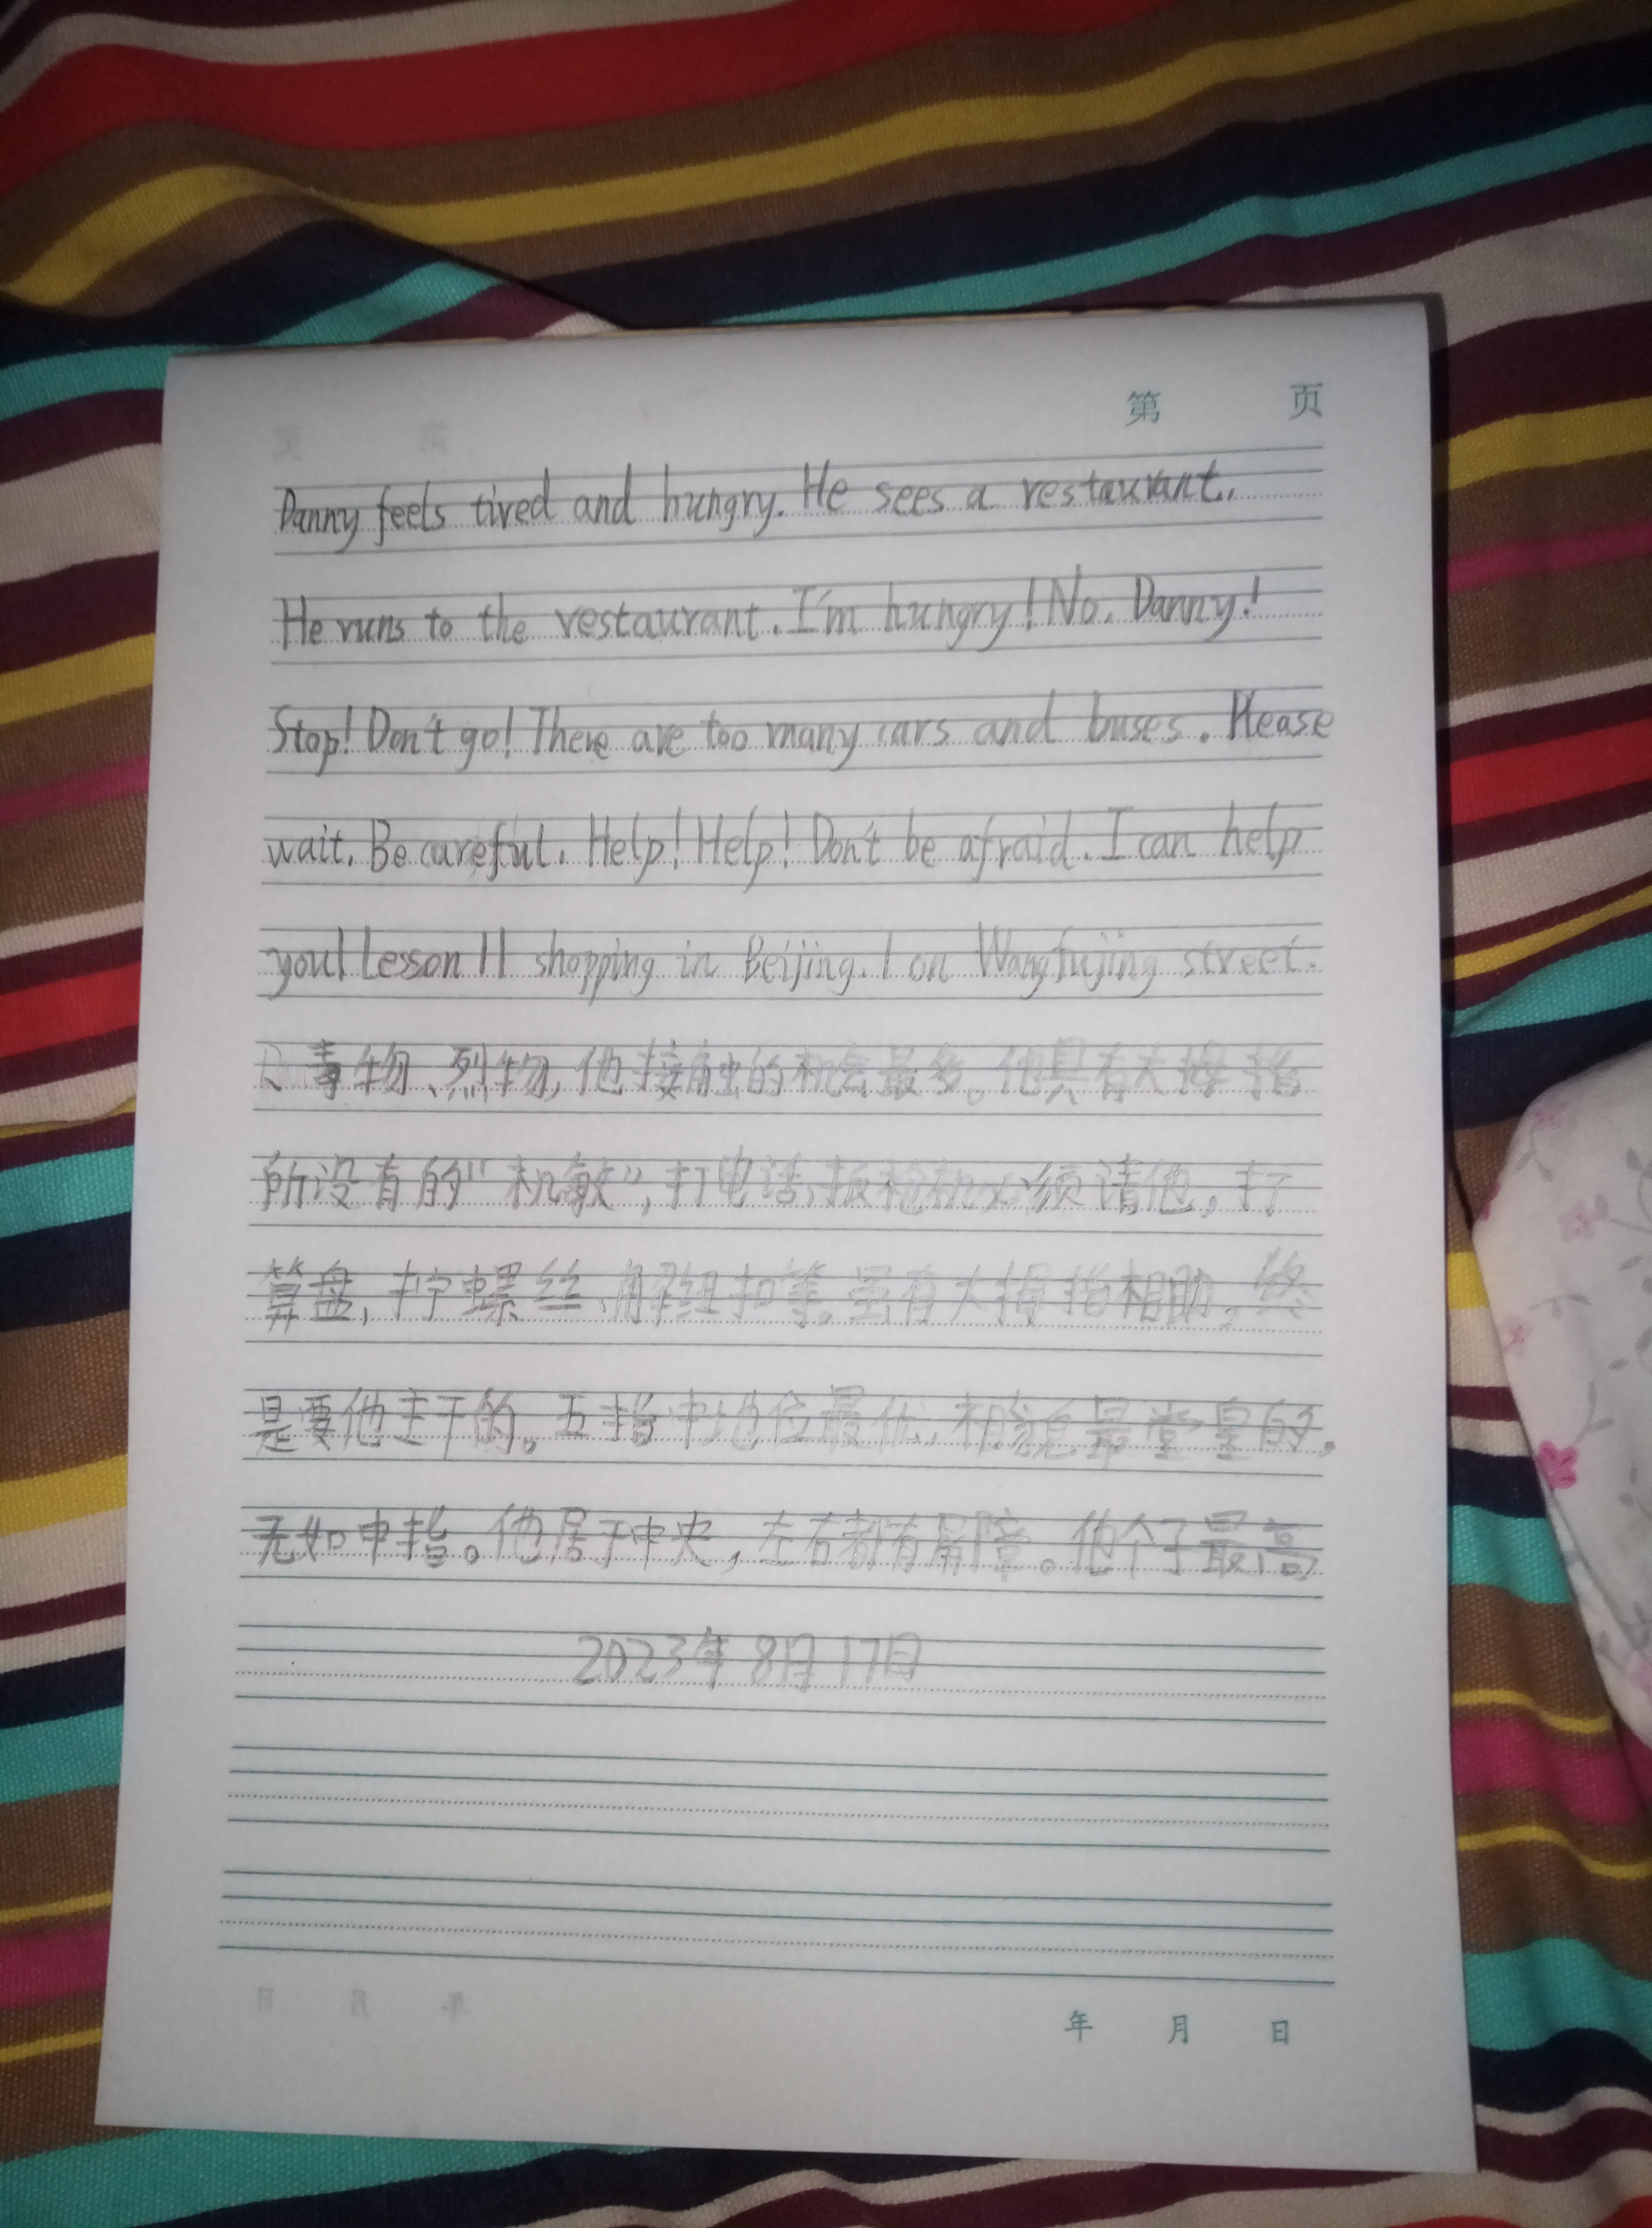 第 页
Danny feels tired and hungry. He sees a restaurant..
He runs to the restaurant. I'm hungry! No. Danny!
Stop! Don't go! There are too many cars and buses. Please
wait. Be careful. Help! Help! Don't be afraid. I can help
you! Lesson 11 shopping in Beijing. 1 on Wangfujing street.
、毒物、烈物,他接触的机会最多。他具有大拇指
所没有的“机敏”,打电话、扳枪机必须请他,打
算盘,拧螺丝、解纽扣等,虽有大拇指相助,终
是要他主干的。五指中地位最优、相貌最堂皇的,
无如中指。他居于中央,左右都有屏障。他个子最高
2023年8月17日
年 月 日